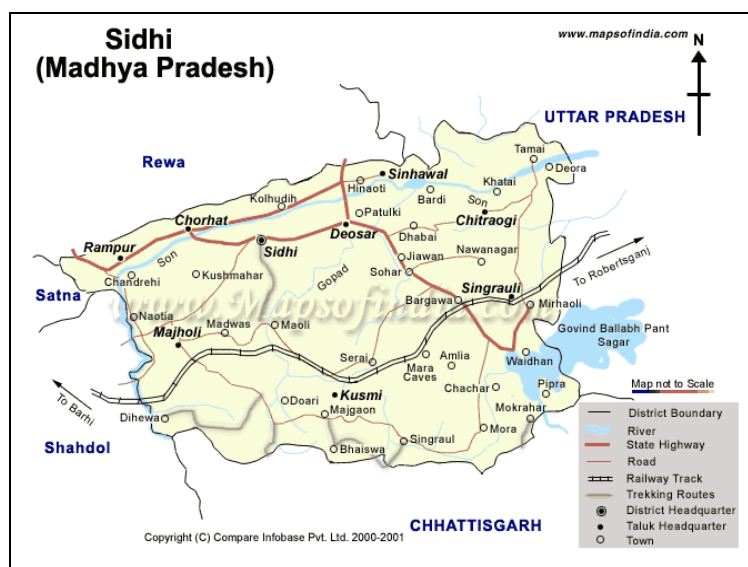 Sidhi
(Madhya Pradesh)
www.mapsofindia.com
N
UTTAR PRADESH
Rewa
Tamai
Deora
Sinhawal
Hinaoti
Khatai
Bardi
Son
Kolhudih
Patulki
Chitraogi
Chorhat
Deosar
Dhabai
Rampur
Sidhi
Son
Jiawan
Nawanagar
Gopad
Sohar
To Robertsganj
Chandrehi
Kushmahar
Singrauli
Satna
Bargawa
Mirhaoli
www.Mapsofindia.com
Naotia
Madwas
Maoli
Govind Ballabh Pant
Sagar
Majholi
Serai
Mara
Caves
Amlia
Waidhan
To Barhi
Kusmi
Chachar
Pipra
Map not to Scale
Doari
Majgaon
Mokrahar
Dihewa
Mora
Shahdol
Bhaiswa
Singraul
District Boundary
River
State Highway
Road
Railway Track
Trekking Routes
District Headquarter
Taluk Headquarter
Town
CHHATTISGARH
Copyright (C) Compare Infobase Pvt. Ltd. 2000-2001